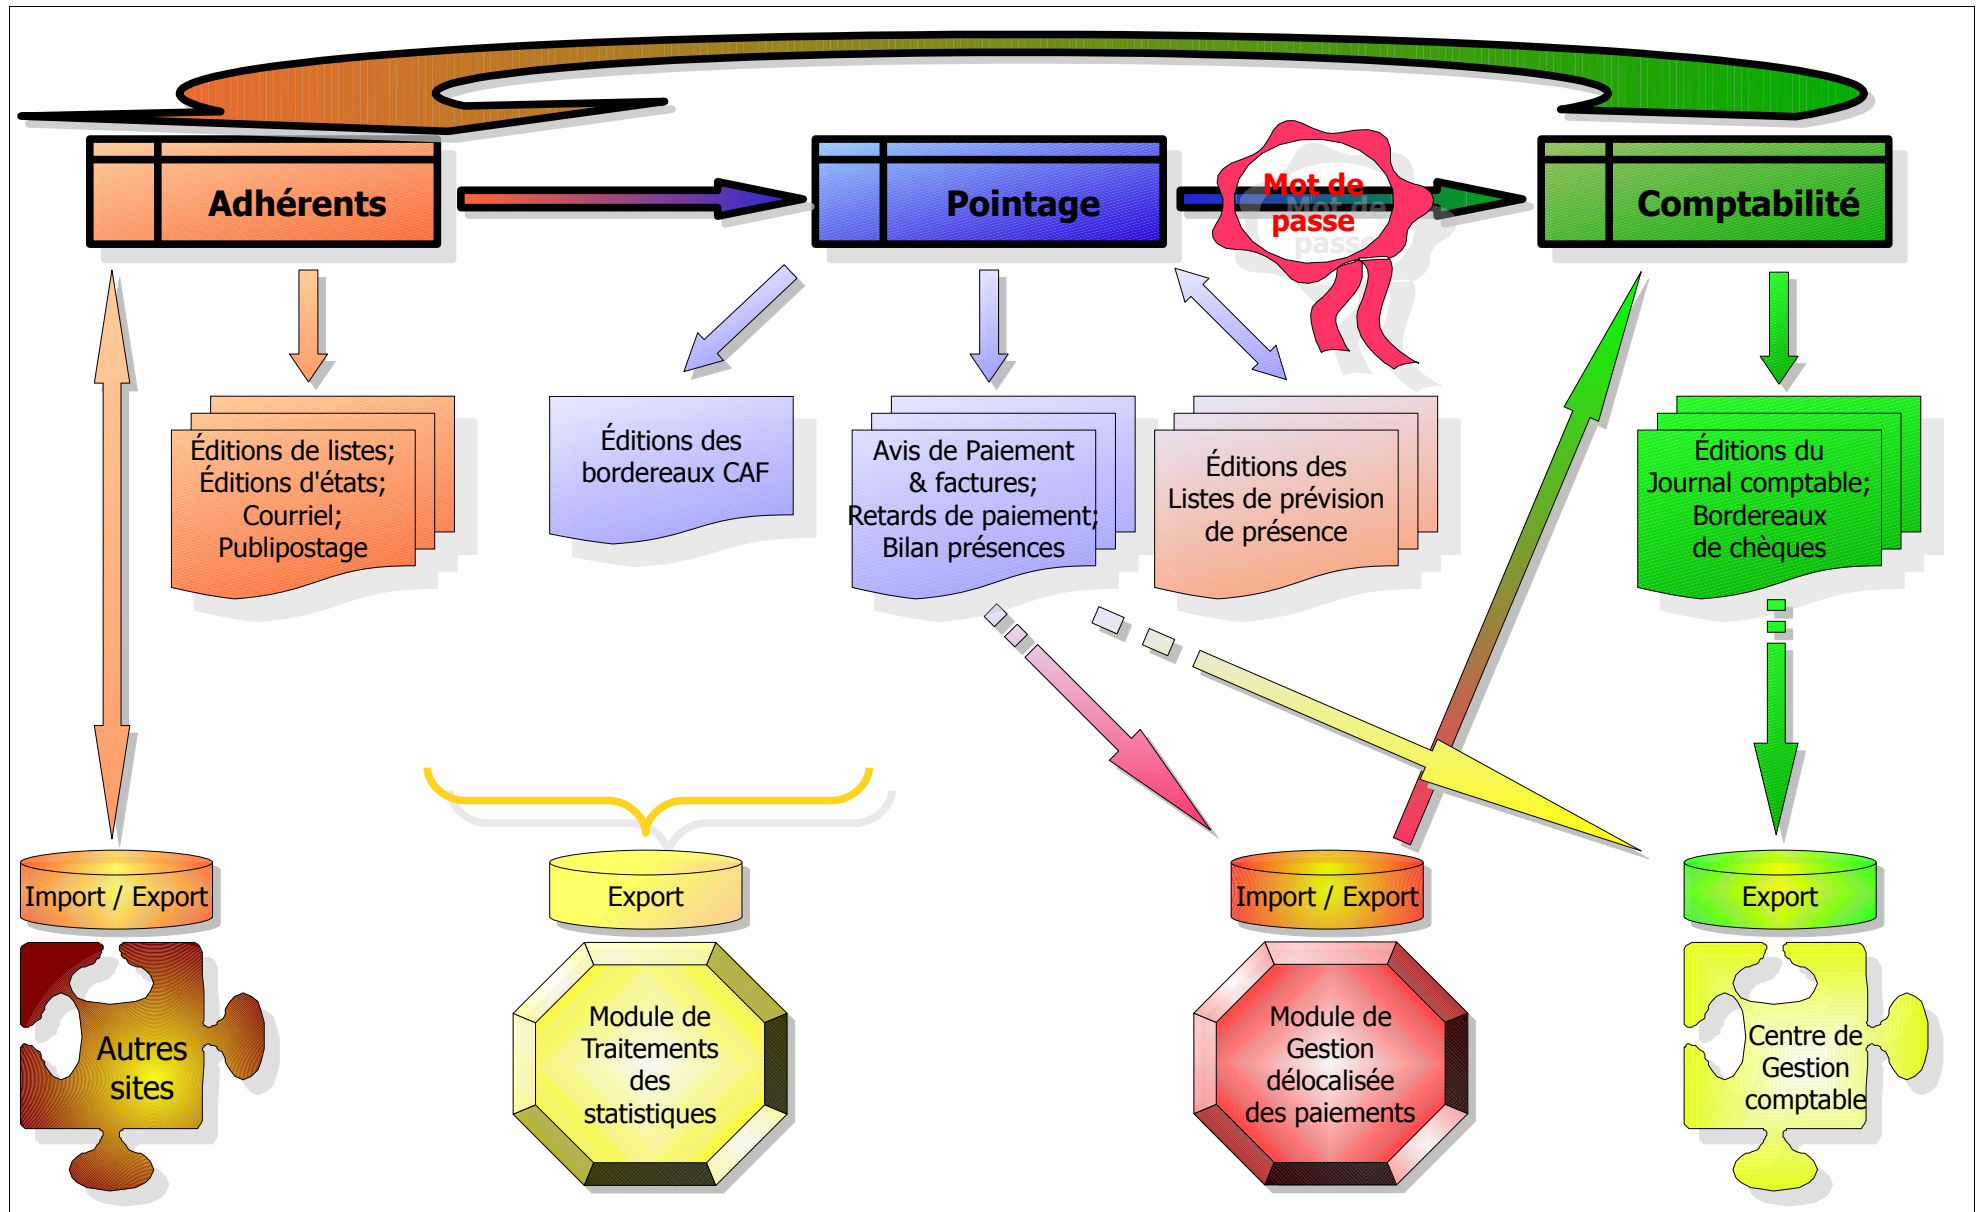 Adhérents
Pointage
Mot de
passe
Comptabilité
Éditions de listes;
Éditions d'états;
Courriel;
Publipostage
Éditions des
bordereaux CAF
Avis de Paiement
& factures;
Retards de paiement;
Bilan présences
Éditions des
Listes de prévision
de présence
Éditions du
Journal comptable;
Bordereaux
de chèques
Import / Export
Export
Import / Export
Export
Autres
sites
Module de
Traitements
des
statistiques
Module de
Gestion
délocalisée
des paiements
Centre de
Gestion
comptable